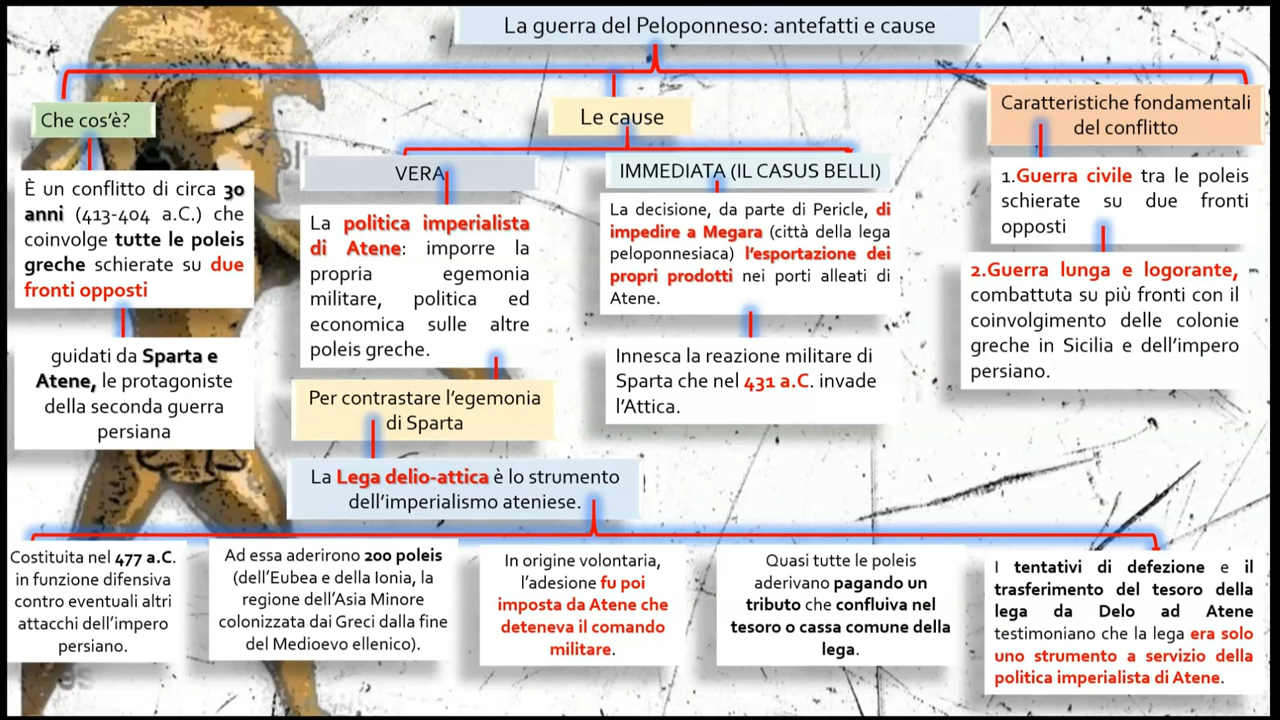 La guerra del Peloponneso: antefatti e cause
Che cos'è?
È un conflitto di circa 30
anni (413-404 a.C.) che
coinvolge tutte le poleis
greche schierate su due
fronti opposti
guidati da Sparta e
Atene, le protagoniste
della seconda guerra
persiana
Le cause
VERA
La politica imperialista
di Atene: imporre la
propria egemonia
militare, politica ed
economica sulle altre
poleis greche.
Per contrastare l'egemonia
di Sparta
La Lega delio-attica è lo strumento
dell'imperialismo ateniese.
IMMEDIATA (IL CASUS BELLI)
La decisione, da parte di Pericle, di
impedire a Megara (città della lega
peloponnesiaca) l'esportazione dei
propri prodotti nei porti alleati di
Atene.
Innesca la reazione militare di
Sparta che nel 431 a.C. invade
l'Attica.
Caratteristiche fondamentali
del conflitto
1.Guerra civile tra le poleis
schierate su due fronti
opposti
2.Guerra lunga e logorante,
combattuta su più fronti con il
coinvolgimento delle colonie
greche in Sicilia e dell'impero
persiano.
Costituita nel 477 a.C.
in funzione difensiva
contro eventuali altri
attacchi dell'impero
persiano.
Ad essa aderirono 200 poleis
(dell'Eubea e della Ionia, la
regione dell'Asia Minore
colonizzata dai Greci dalla fine
del Medioevo ellenico).
In origine volontaria,
l'adesione fu poi
imposta da Atene che
deteneva il comando
militare.
Quasi tutte le poleis
aderivano pagando un
tributo che confluiva nel
tesoro o cassa comune della
lega.
I tentativi di defezione e il
trasferimento del tesoro della
lega da Delo ad Atene
testimoniano che la lega era solo
uno strumento a servizio della
politica imperialista di Atene.